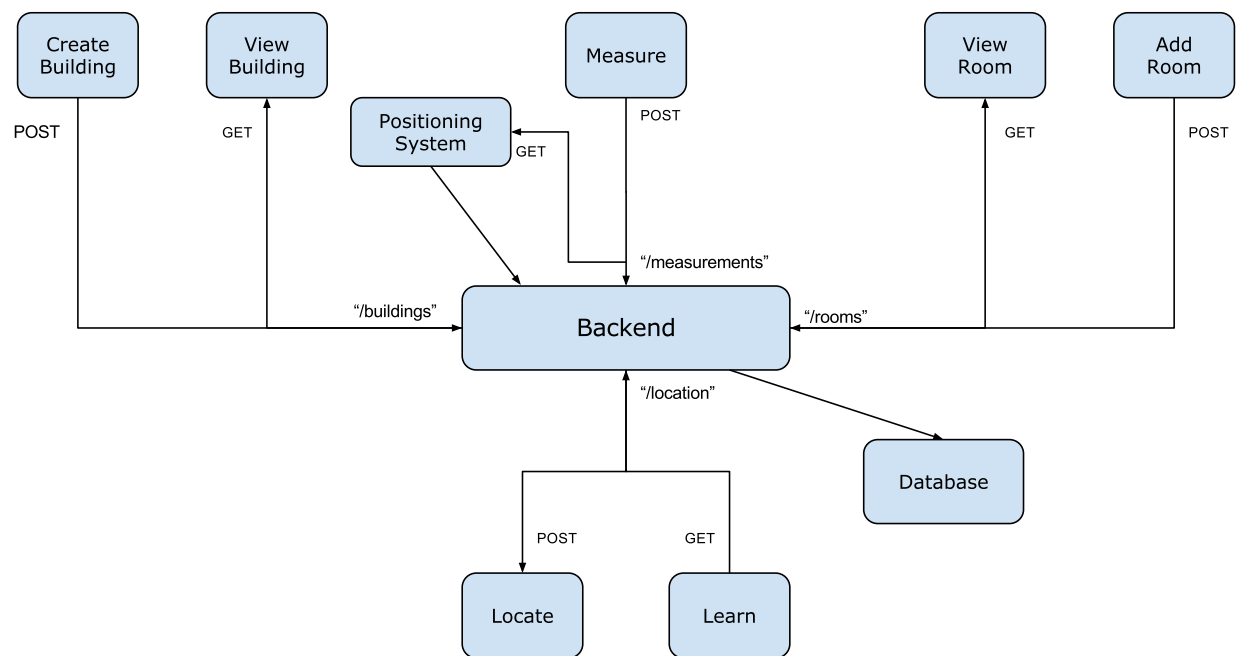 Create
Building
View
Building
Measure
View
Room
Add
Room
POST
GET
Positioning
System
GET
POST
GET
POST
“/measurements”
“/buildings”
Backend
“/rooms”
“/location”
Database
POST
GET
Locate
Learn